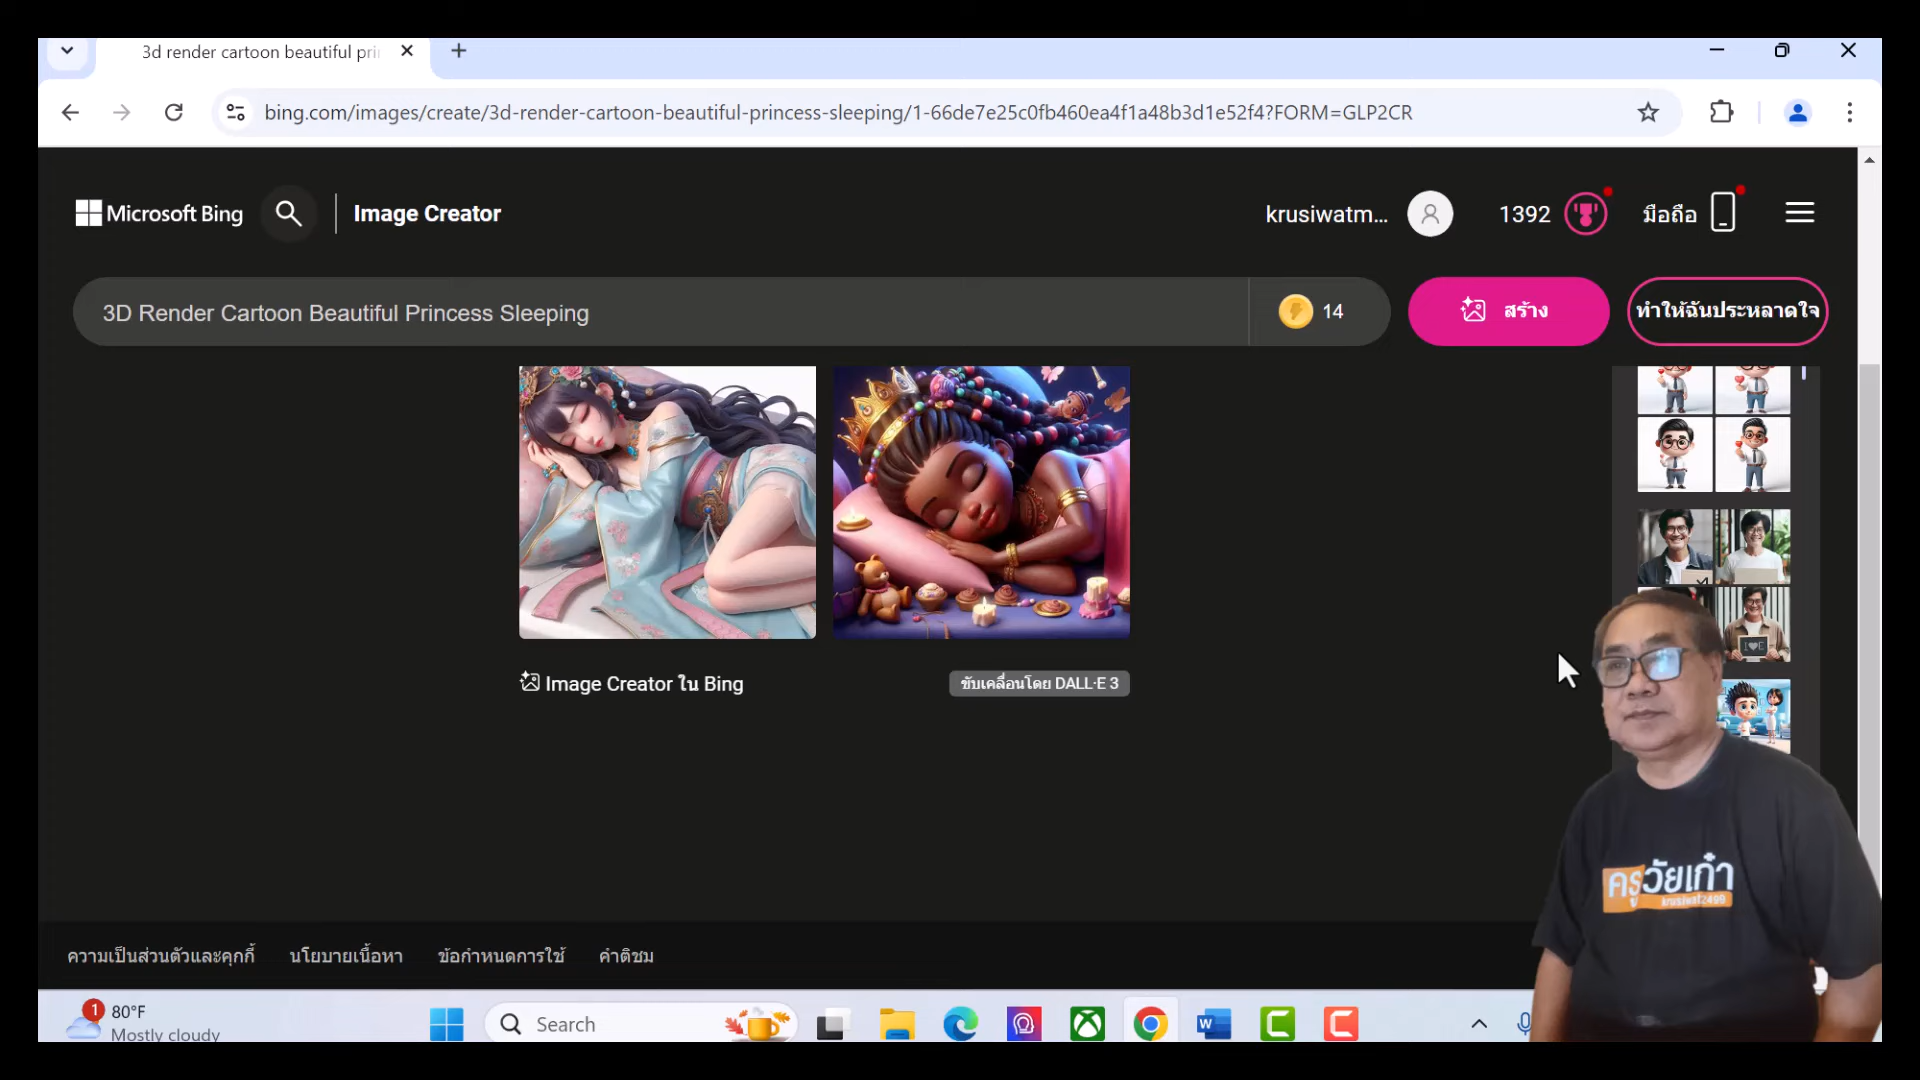 3d render cartoon beautiful pri
bing.com/images/create/3d-render-cartoon-beautiful-princess-sleeping/1-66de7e25c0fb460ea4f1a48b3d1e52f4?FORM=GLP2CR
Microsoft Bing
Image Creator
krusiwatm...
1392
มือถือ
3D Render Cartoon Beautiful Princess Sleeping
14
สร้าง
ทำให้ฉันประหลาดใจ
Image Creator ใน Bing
ขับเคลื่อนโดย DALL·E 3
ครูวัยเก๋า
krusiwat2499
ความเป็นส่วนตัวและคุกกี้
นโยบายเนื้อหา
ข้อกำหนดการใช้
คำติชม
1
80°F
Mostly cloudy
Search